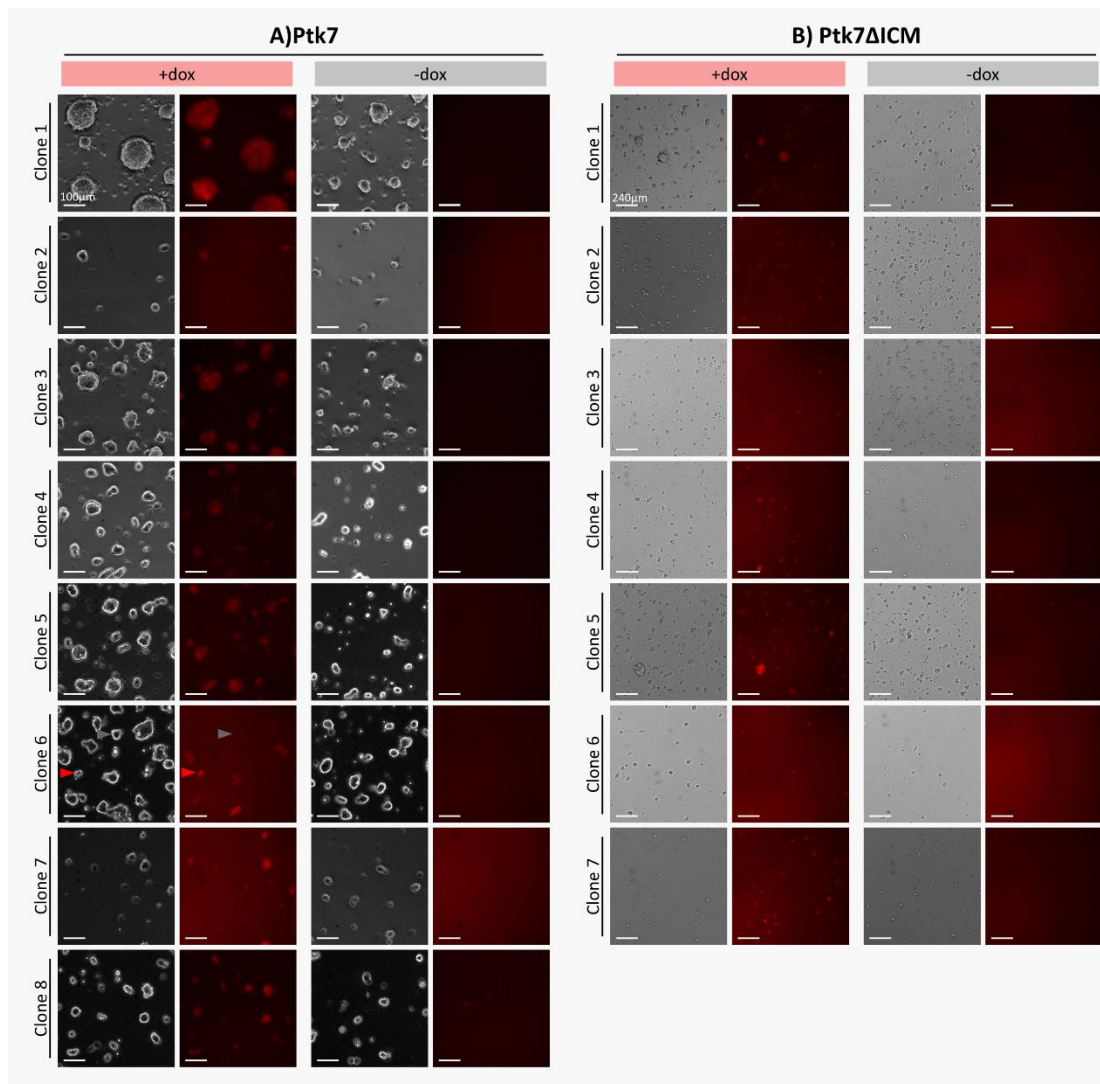 A)Ptk7
B) Ptk7ΔICM
+dox
-dox
+dox
-dox
Clone 1
100µm
Clone 1
240µm
Clone 2
Clone 2
Clone 3
Clone 3
Clone 4
Clone 4
Clone 5
Clone 5
Clone 6
Clone 6
Clone 7
Clone 7
Clone 8